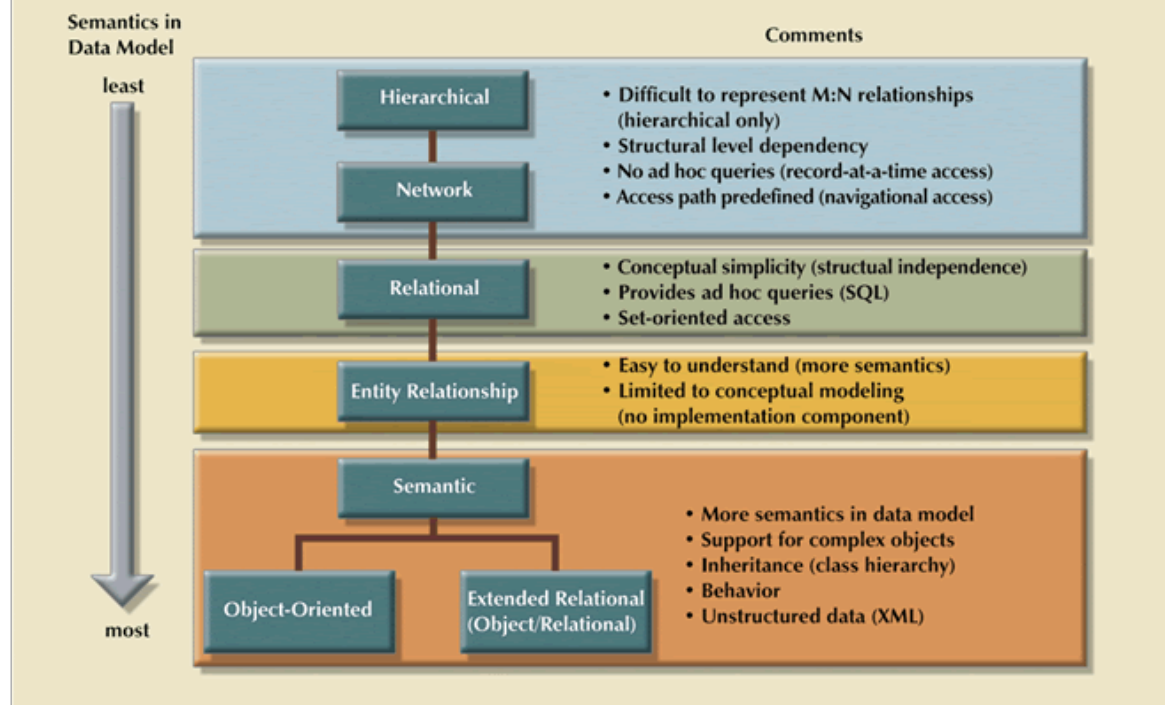 Semantics in
Data Model
Comments
least
Hierarchical
Network
• Difficult to represent M:N relationships
(hierarchical only)
• Structural level dependency
• No ad hoc queries (record-at-a-time access)
• Access path predefined (navigational access)
Relational
• Conceptual simplicity (structual independence)
• Provides ad hoc queries (SQL)
• Set-oriented access
Entity Relationship
• Easy to understand (more semantics)
• Limited to conceptual modeling
(no implementation component)
Semantic
Object-Oriented
Extended Relational
(Object/Relational)
• More semantics in data model
• Support for complex objects
• Inheritance (class hierarchy)
• Behavior
• Unstructured data (XML)
most